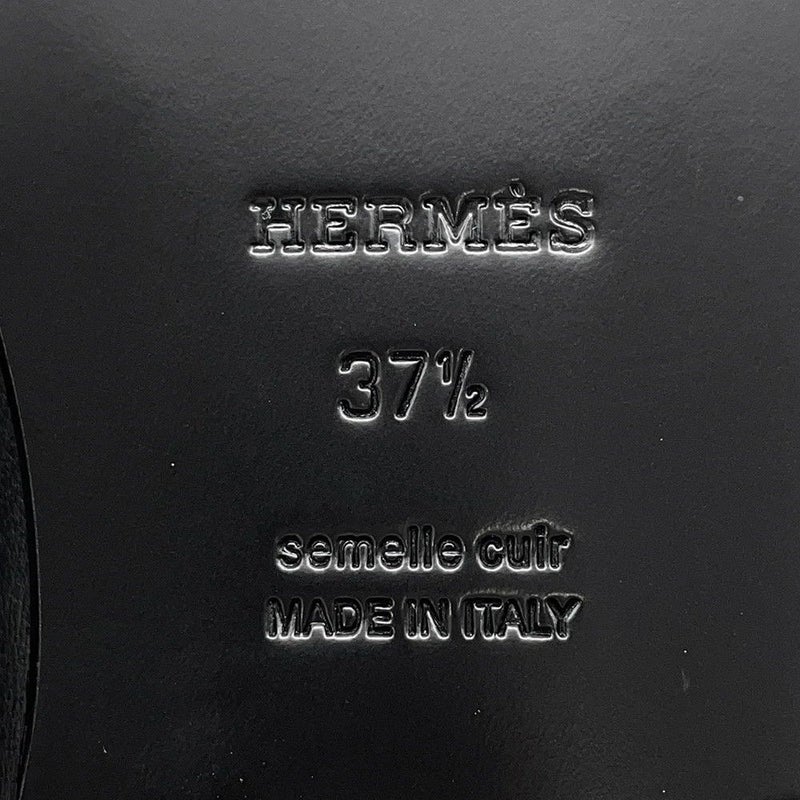 HERMÈS
37½
semelle cuir
MADE IN ITALY